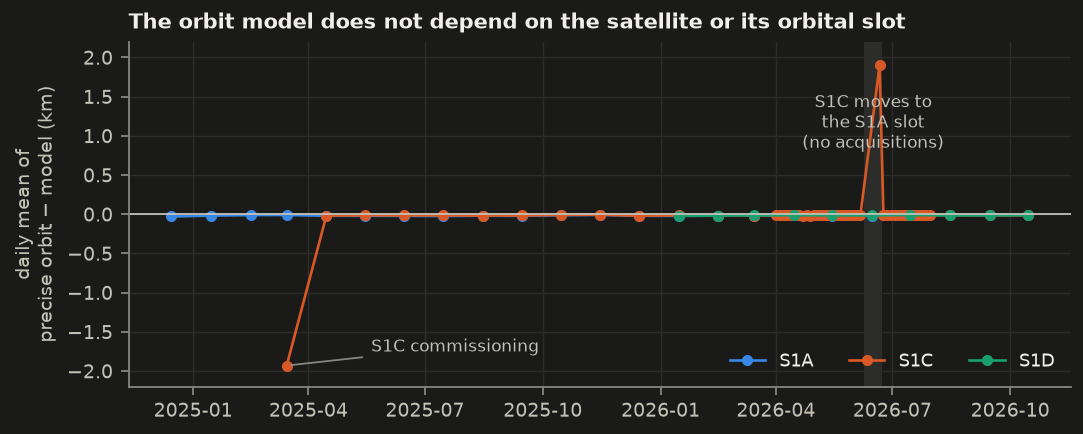 The orbit model does not depend on the satellite or its orbital slot
daily mean of
precise orbit − model (km)
2.0
1.5
1.0
0.5
0.0
−0.5
−1.0
−1.5
−2.0
S1C moves to
the S1A slot
(no acquisitions)
S1C commissioning
S1A
S1C
S1D
2025-01
2025-04
2025-07
2025-10
2026-01
2026-04
2026-07
2026-10